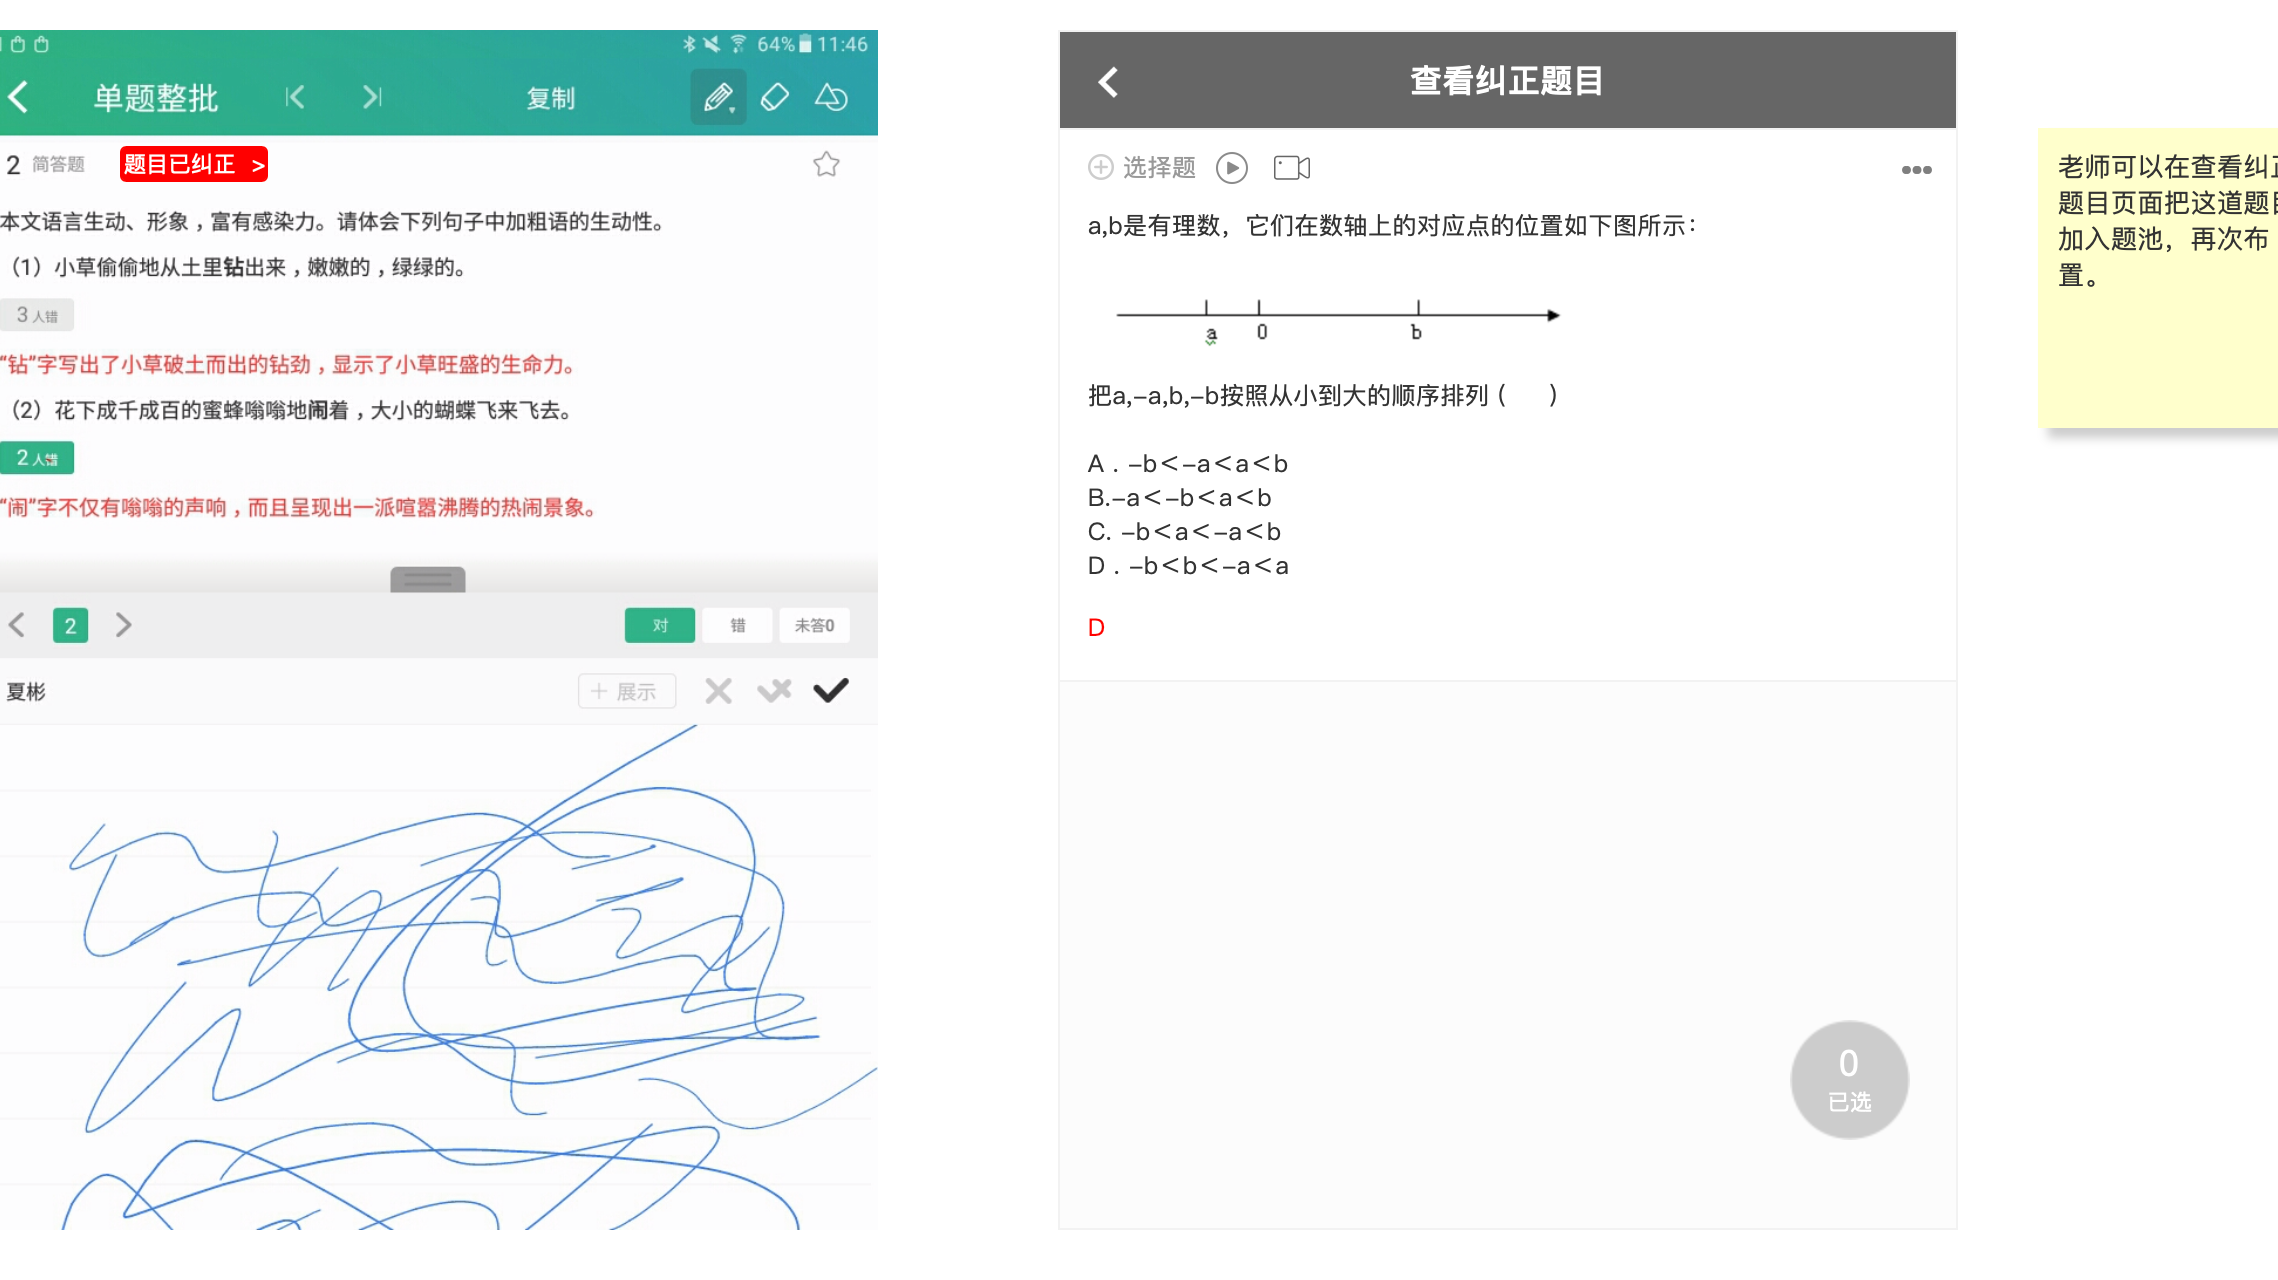 64% 11:46
单题整批
复制
2 简答题 题目已纠正 >
本文语言生动、形象，富有感染力。请体会下列句子中加粗语的生动性。
（1）小草偷偷地从土里钻出来，嫩嫩的，绿绿的。
3人错
“钻”字写出了小草破土而出的钻劲，显示了小草旺盛的生命力。
（2）花下成千成百的蜜蜂嗡嗡地闹着，大小的蝴蝶飞来飞去。
2人错
“闹”字不仅有嗡嗡的声响，而且呈现出一派喧嚣沸腾的热闹景象。
2
对 错 未答0
夏彬
+ 展示
查看纠正题目
选择题
a,b是有理数，它们在数轴上的对应点的位置如下图所示：
a 0 b
把a,–a,b,–b按照从小到大的顺序排列 ( )
A . –b＜–a＜a＜b
B.–a＜–b＜a＜b
C. –b＜a＜–a＜b
D . –b＜b＜–a＜a
D
0
已选
老师可以在查看纠正
题目页面把这道题目
加入题池，再次布
置。